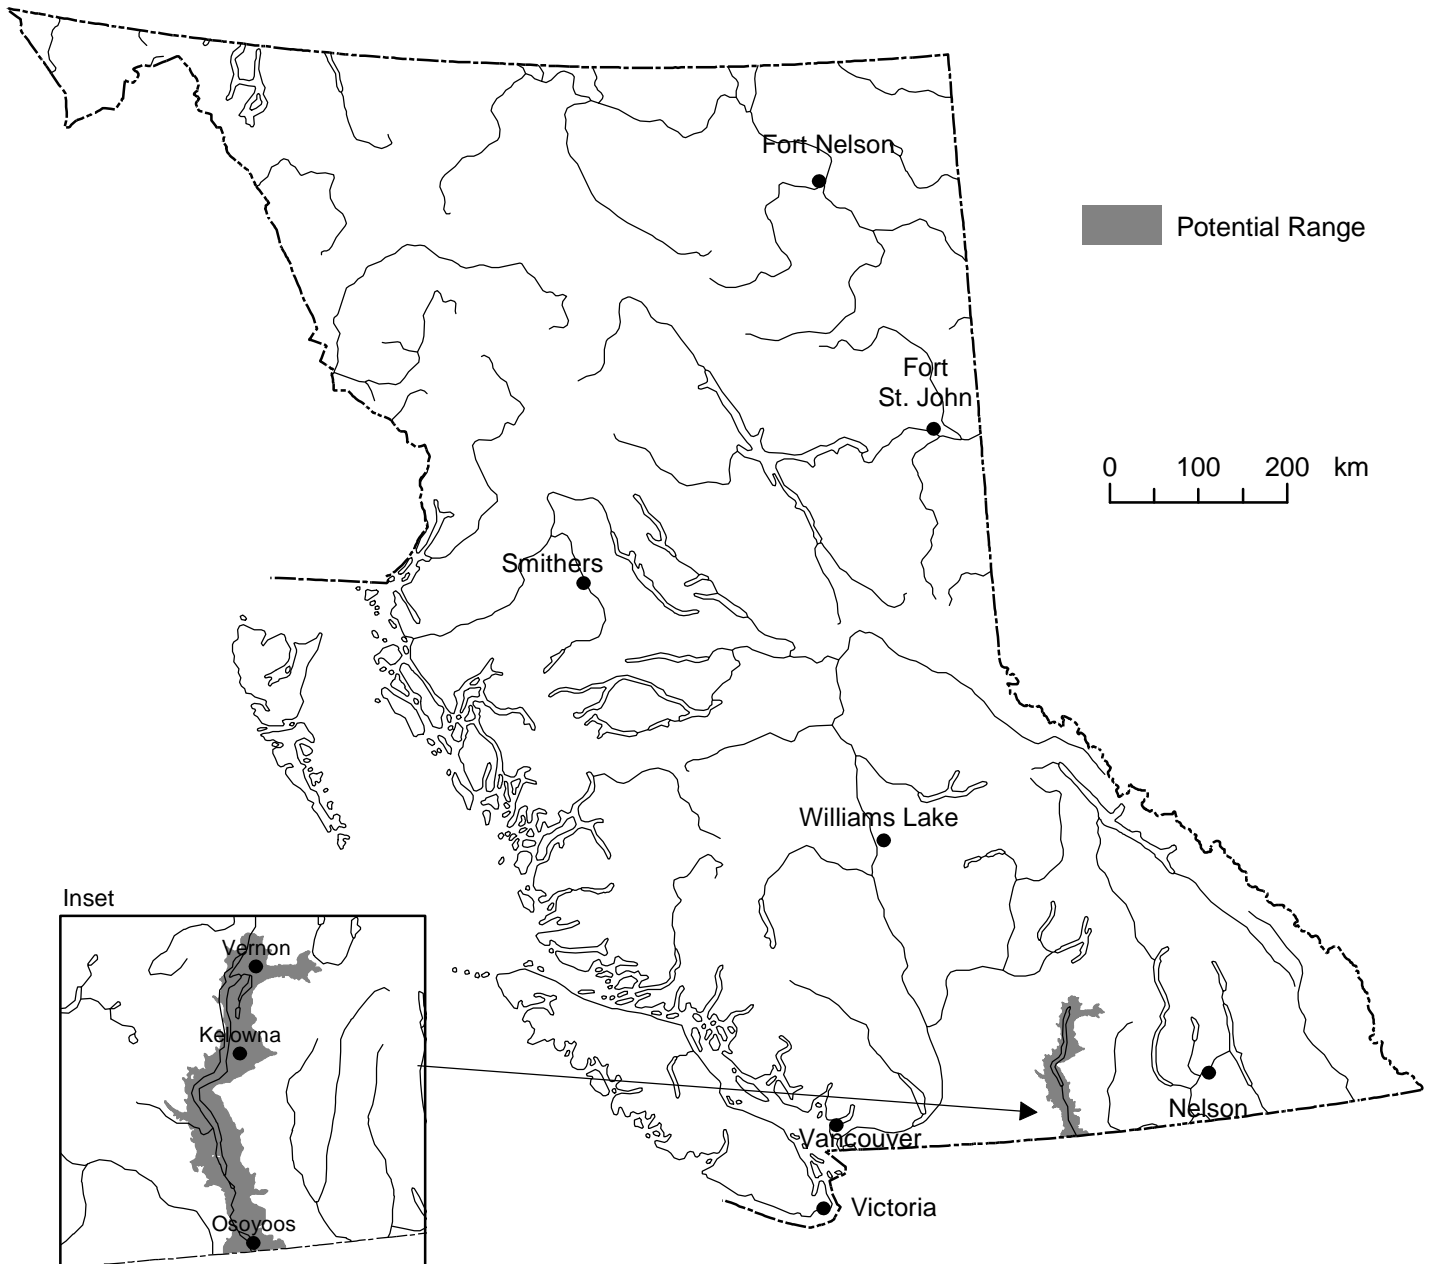 Fort Nelson
Potential Range
Fort
St. John
0 100 200 km
Smithers
Williams Lake
Inset
Vernon
Kelowna
Osoyoos
Nelson
Vancouver
Victoria